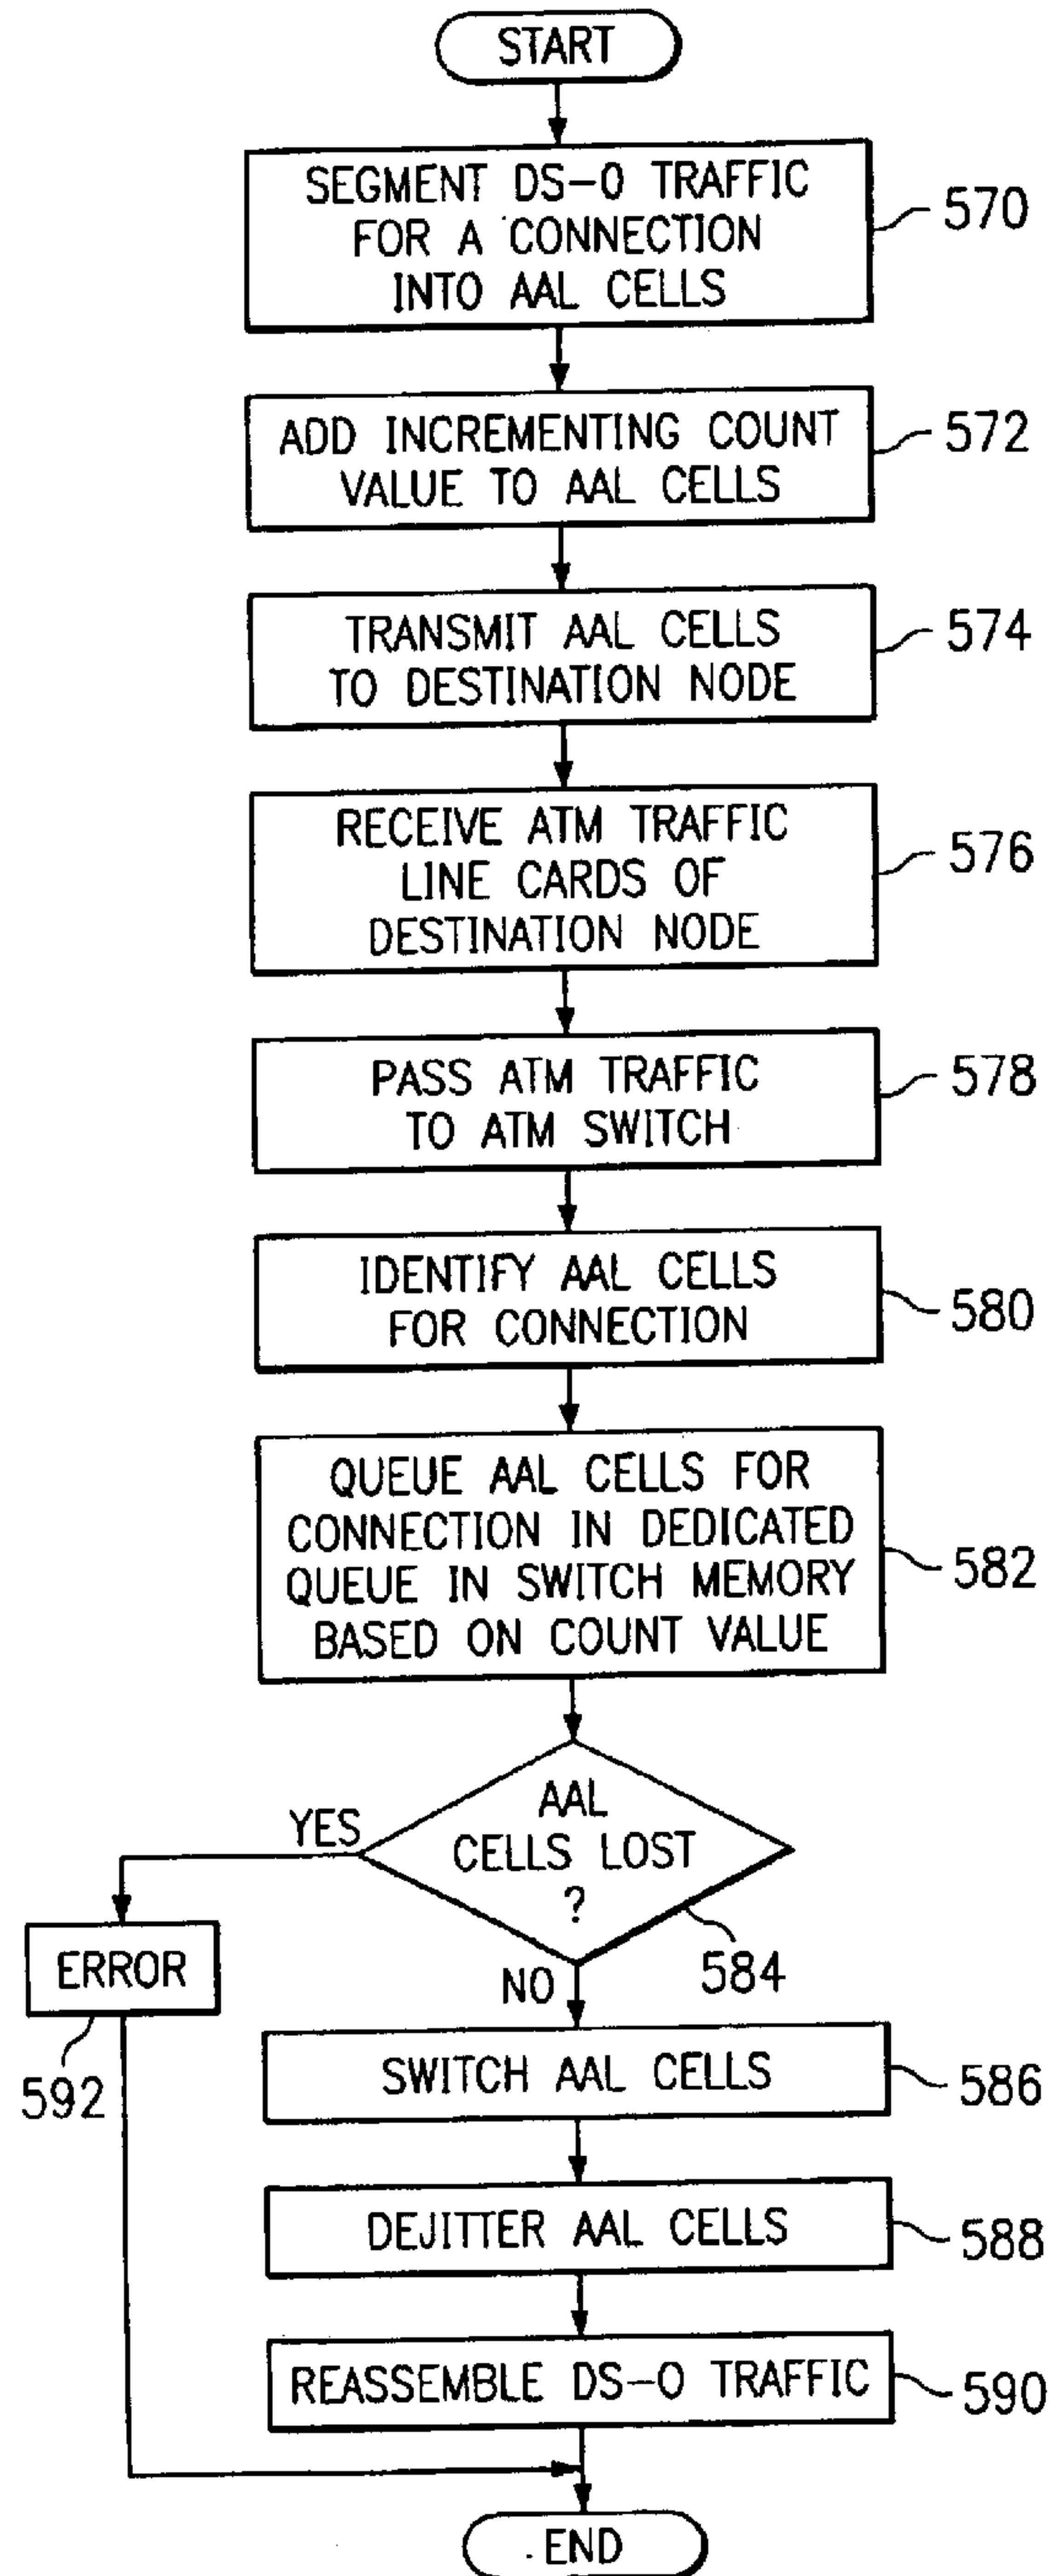 START
SEGMENT DS-0 TRAFFIC
FOR A CONNECTION
INTO AAL CELLS
570
ADD INCREMENTING COUNT
VALUE TO AAL CELLS
572
TRANSMIT AAL CELLS
TO DESTINATION NODE
574
RECEIVE ATM TRAFFIC
LINE CARDS OF
DESTINATION NODE
576
PASS ATM TRAFFIC
TO ATM SWITCH
578
IDENTIFY AAL CELLS
FOR CONNECTION
580
QUEUE AAL CELLS FOR
CONNECTION IN DEDICATED
QUEUE IN SWITCH MEMORY
BASED ON COUNT VALUE
582
AAL
CELLS LOST
?
584
YES
ERROR
592
NO
SWITCH AAL CELLS
586
DEJITTER AAL CELLS
588
REASSEMBLE DS-0 TRAFFIC
590
END